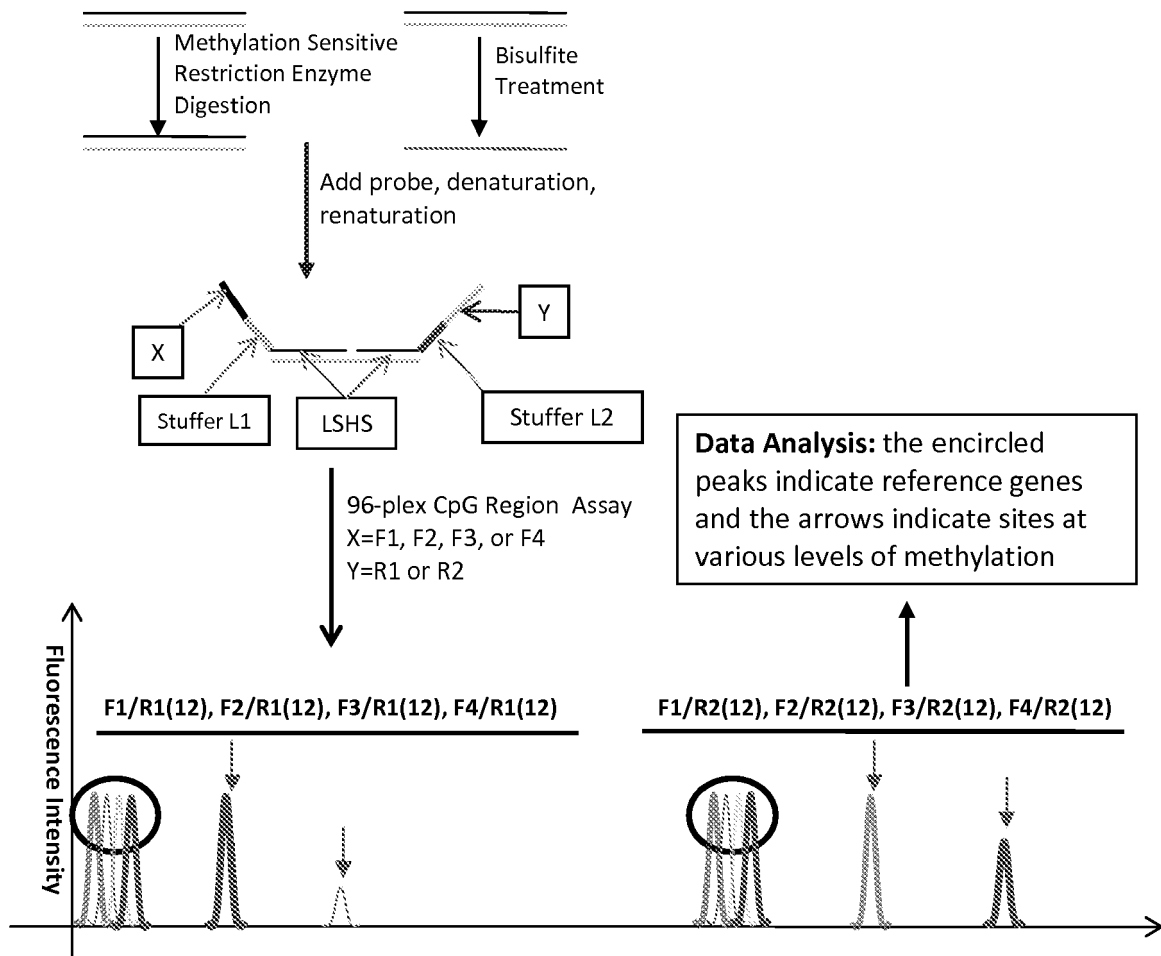 Methylation Sensitive
Restriction Enzyme
Digestion
Bisulfite
Treatment
Add probe, denaturation,
renaturation
X
Y
Stuffer L1
LSHS
Stuffer L2
96-plex CpG Region Assay
X=F1, F2, F3, or F4
Y=R1 or R2
Data Analysis: the encircled
peaks indicate reference genes
and the arrows indicate sites at
various levels of methylation
Fluorescence Intensity
F1/R1(12), F2/R1(12), F3/R1(12), F4/R1(12)
F1/R2(12), F2/R2(12), F3/R2(12), F4/R2(12)